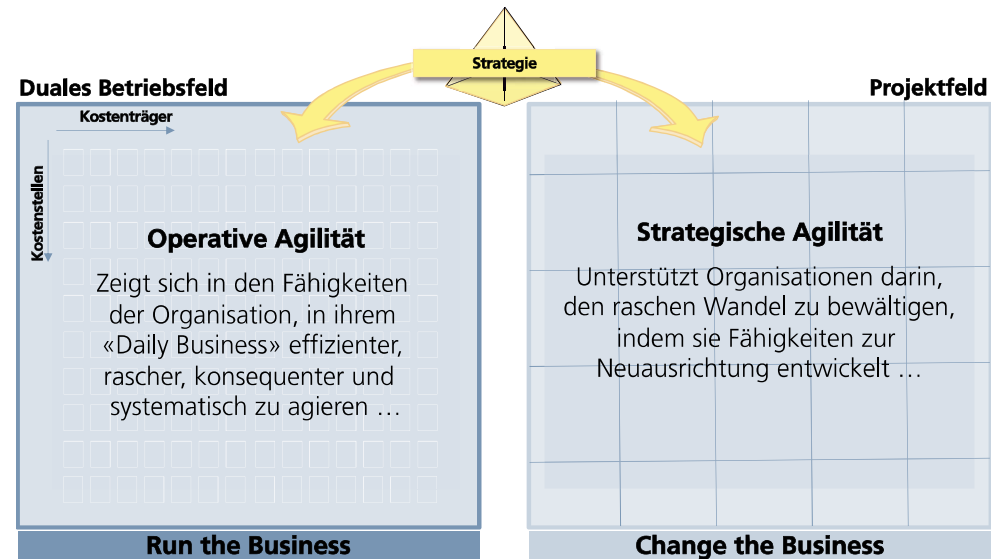 Strategie
Duales Betriebsfeld
Projektfeld
Kostenträger
Kostenstellen
Operative Agilität
Zeigt sich in den Fähigkeiten
der Organisation, in ihrem
«Daily Business» effizienter,
rascher, konsequenter und
systematisch zu agieren …
Strategische Agilität
Unterstützt Organisationen darin,
den raschen Wandel zu bewältigen,
indem sie Fähigkeiten zur
Neuausrichtung entwickelt …
Run the Business
Change the Business